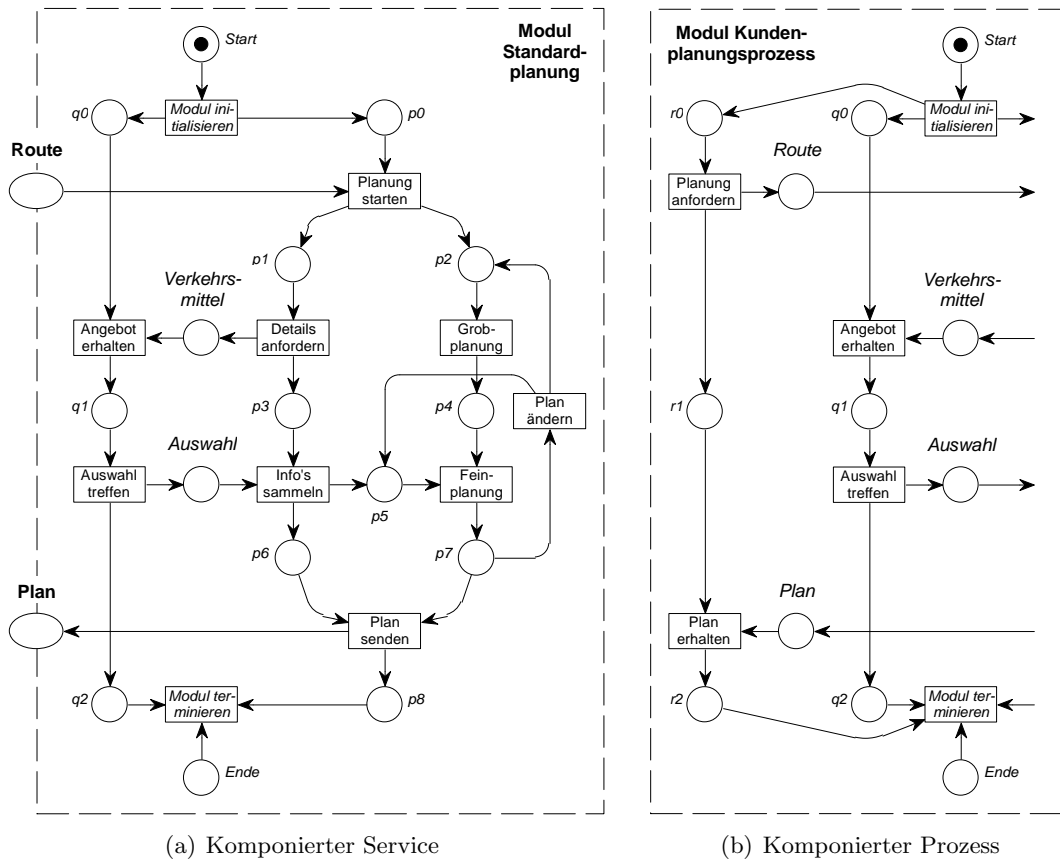 Start
Modul
Standard-
planung
q0
Modul ini-
tialisieren
p0
Route
Planung
starten
p1
p2
Verkehrs-
mittel
Angebot
erhalten
Details
anfordern
Grob-
planung
q1
p3
p4
Plan
ändern
Auswahl
Auswahl
treffen
Info's
sammeln
Fein-
planung
p5
p6
p7
Plan
Plan
senden
q2
Modul ter-
minieren
p8
Ende
(a) Komponierter Service
Modul Kunden-
planungsprozess
Start
r0
q0
Modul ini-
tialisieren
Route
Planung
anfordern
Verkehrs-
mittel
Angebot
erhalten
r1
q1
Auswahl
Auswahl
treffen
Plan
Plan
erhalten
r2
q2
Modul ter-
minieren
Ende
(b) Komponierter Prozess